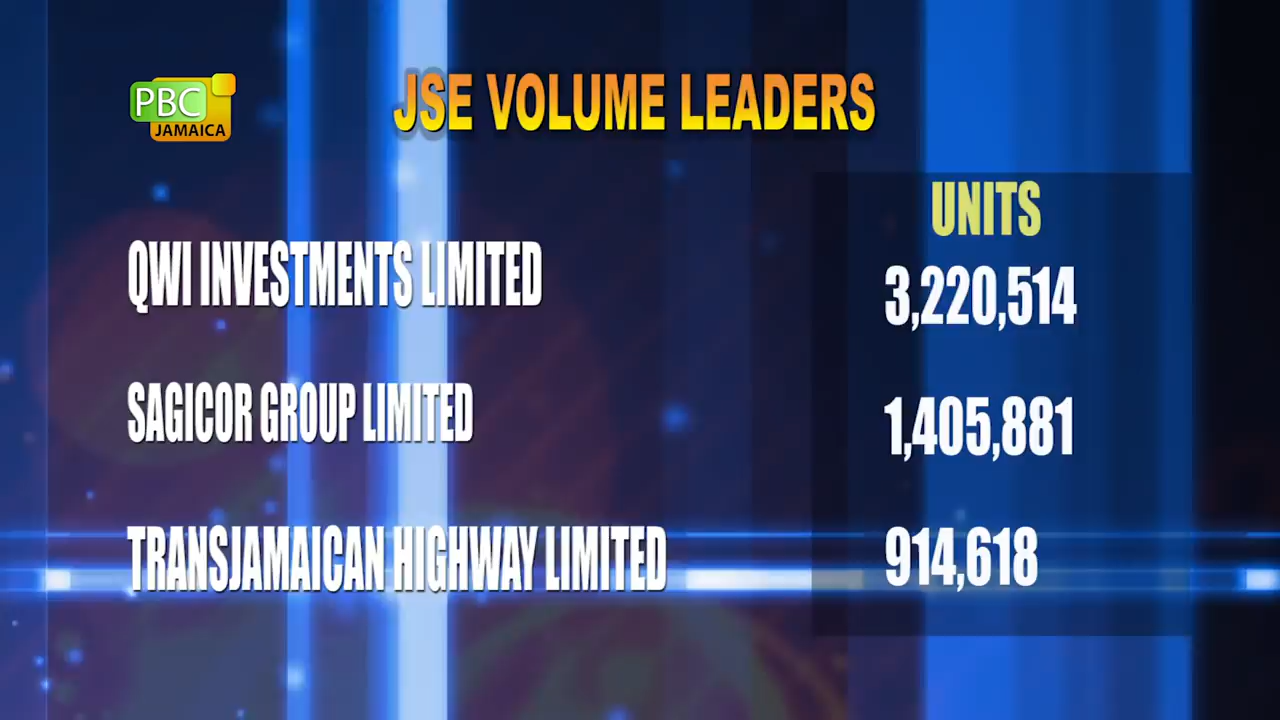 PBC
JAMAICA
JSE VOLUME LEADERS
UNITS
QWI INVESTMENTS LIMITED 3,220,514
SAGICOR GROUP LIMITED 1,405,881
TRANSJAMAICAN HIGHWAY LIMITED 914,618